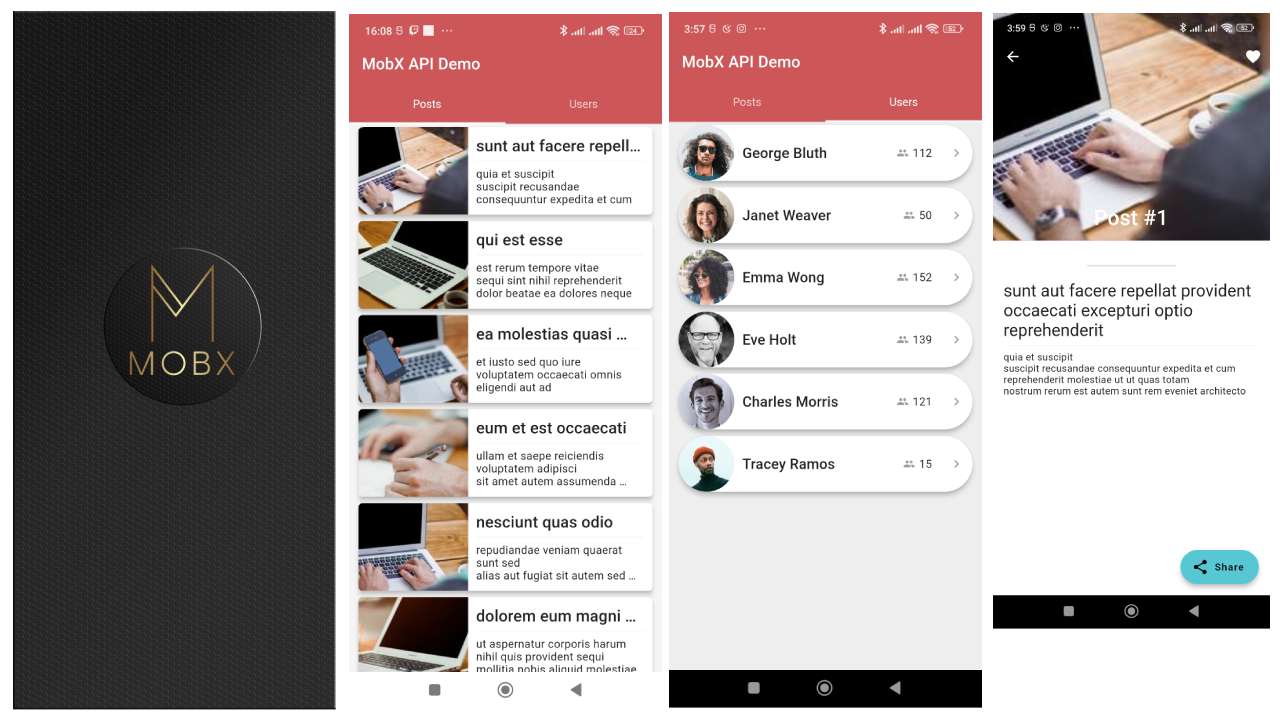 MOBX
16:08
24
MobX API Demo
Posts
Users
sunt aut facere repell...
quia et suscipit
suscipit recusandae
consequuntur expedita et cum
qui est esse
est rerum tempore vitae
sequi sint nihil reprehenderit
dolor beatae ea dolores neque
ea molestias quasi ...
et iusto sed quo iure
voluptatem occaecati omnis
eligendi aut ad
eum et est occaecati
ullam et saepe reiciendis
voluptatem adipisci
sit amet autem assumenda ...
nesciunt quas odio
repudiandae veniam quaerat
sunt sed
alias aut fugiat sit autem sed ...
dolorem eum magni ...
ut aspernatur corporis harum
nihil quis provident sequi
mollitia nobis aliquid molestiae
3:57
MobX API Demo
Posts
Users
George Bluth
112
Janet Weaver
50
Emma Wong
152
Eve Holt
139
Charles Morris
121
Tracey Ramos
15
3:59
Post #1
sunt aut facere repellat provident
occaecati excepturi optio
reprehenderit
quia et suscipit
suscipit recusandae consequuntur expedita et cum
reprehenderit molestiae ut ut quas totam
nostrum rerum est autem sunt rem eveniet architecto
Share